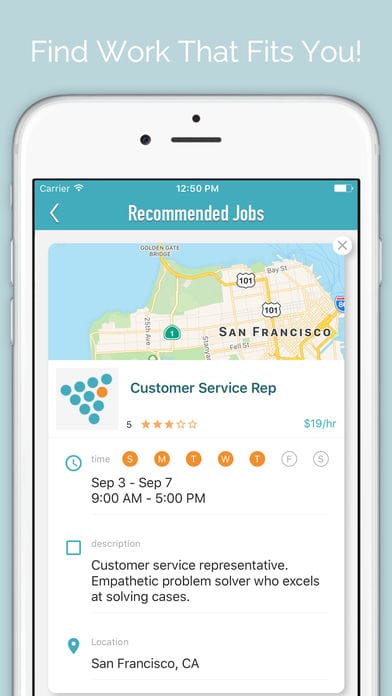 Find Work That Fits You!
Carrier 12:50 PM
Recommended Jobs
GOLDEN GATE
BRIDGE
Bay St
101
101
25th Ave
1
SAN FRANCISCO
Fell St
Customer Service Rep
5 $19/hr
time S M T W T F S
Sep 3 - Sep 7
9:00 AM - 5:00 PM
description
Customer service representative.
Empathetic problem solver who excels
at solving cases.
Location
San Francisco, CA